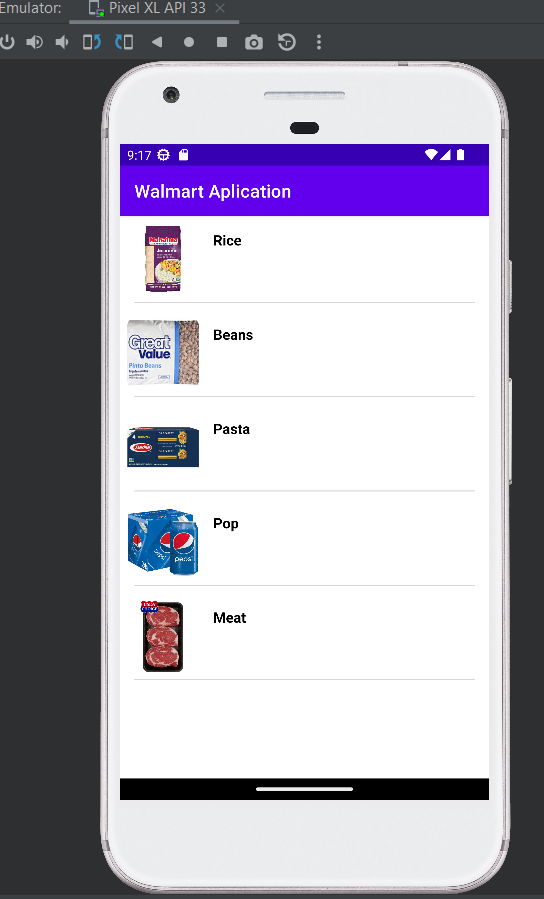 Emulator:
Pixel XL API 33
9:17
Walmart Aplication
Rice
Great
Value
Pinto Beans
Beans
Pasta
pepsi
Pop
Meat